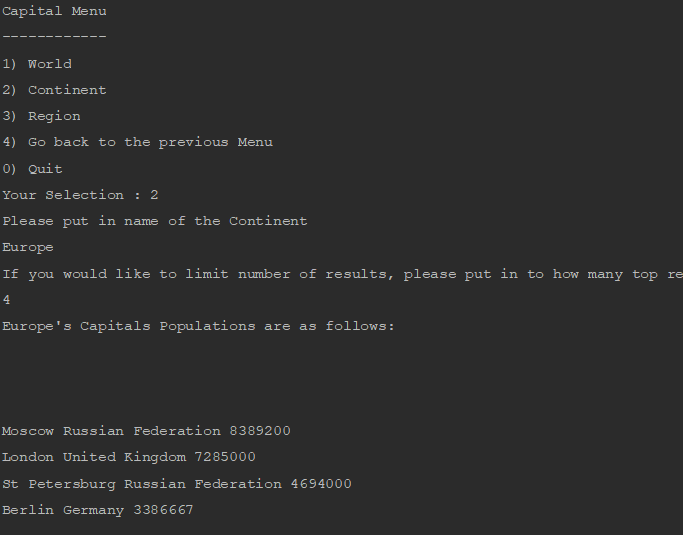 Capital Menu
------------
1) World
2) Continent
3) Region
4) Go back to the previous Menu
0) Quit
Your Selection : 2
Please put in name of the Continent
Europe
If you would like to limit number of results, please put in to how many top re
4
Europe's Capitals Populations are as follows:
Moscow Russian Federation 8389200
London United Kingdom 7285000
St Petersburg Russian Federation 4694000
Berlin Germany 3386667